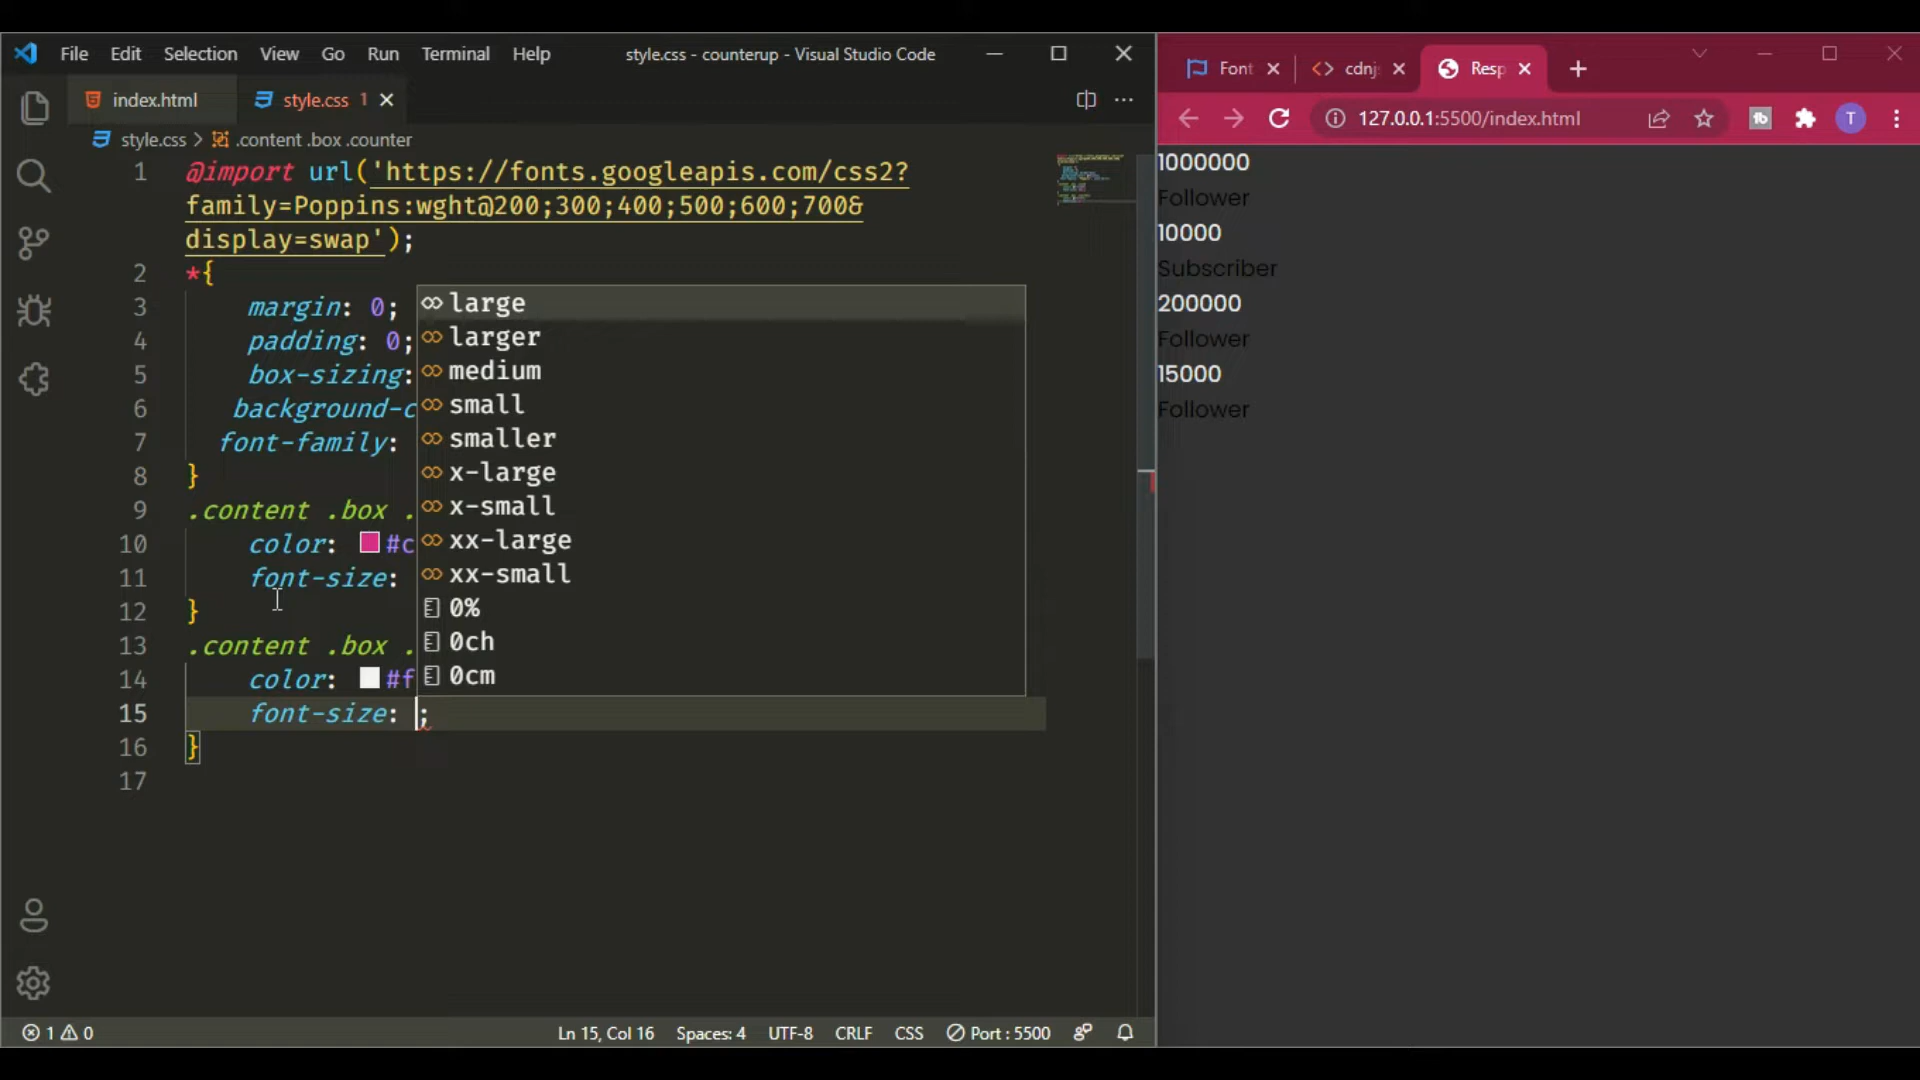 File Edit Selection View Go Run Terminal Help style.css - counterup - Visual Studio Code
index.html style.css 1
style.css > .content .box .counter
1 @import url('https://fonts.googleapis.com/css2?
family=Poppins:wght@200;300;400;500;600;700&
display=swap');
2 *{
3 margin: 0;
4 padding: 0;
5 box-sizing:
6 background-c
7 font-family:
8 }
9 .content .box .
10 color: #c
11 font-size:
12 }
13 .content .box .
14 color: #f
15 font-size: ;
16 }
17
large
larger
medium
small
smaller
x-large
x-small
xx-large
xx-small
0%
0ch
0cm
1 0 Ln 15, Col 16 Spaces: 4 UTF-8 CRLF CSS Port : 5500
Font cdnjs Resp
127.0.0.1:5500/index.html tb T
1000000
Follower
10000
Subscriber
200000
Follower
15000
Follower